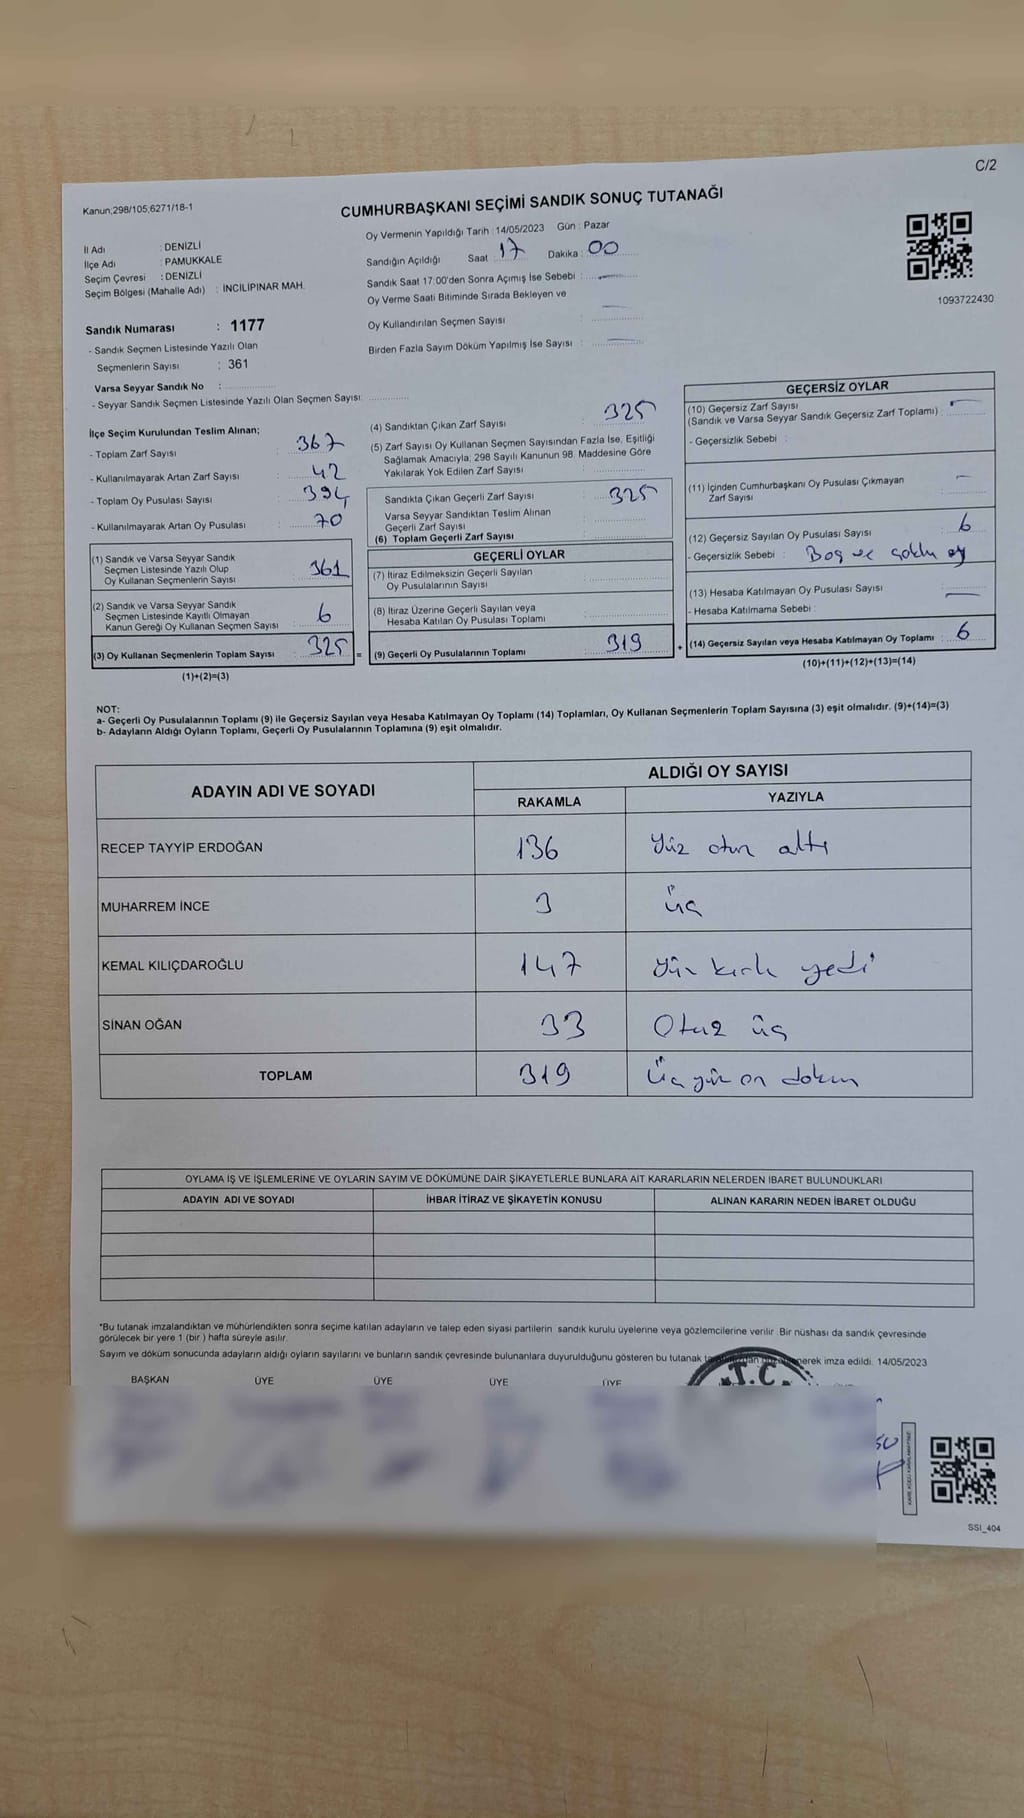 C/2
Kanun;298/105;6271/18-1
CUMHURBAŞKANI SEÇİMİ SANDIK SONUÇ TUTANAĞI
İl Adı : DENİZLİ
İlçe Adı : PAMUKKALE
Seçim Çevresi : DENİZLİ
Seçim Bölgesi (Mahalle Adı) : İNCİLİPINAR MAH.
Sandık Numarası : 1177
- Sandık Seçmen Listesinde Yazılı Olan
Seçmenlerin Sayısı : 361
Varsa Seyyar Sandık No :
- Seyyar Sandık Seçmen Listesinde Yazılı Olan Seçmen Sayısı:
Oy Vermenin Yapıldığı Tarih : 14/05/2023 Gün : Pazar
Sandığın Açıldığı Saat : 17 Dakika : 00
Sandık Saat 17:00'den Sonra Açımış İse Sebebi :
Oy Verme Saati Bitiminde Sırada Bekleyen ve
Oy Kullandırılan Seçmen Sayısı :
Birden Fazla Sayım Döküm Yapılmış İse Sayısı :
1093722430
İlçe Seçim Kurulundan Teslim Alınan;
- Toplam Zarf Sayısı : 367
- Kullanılmayarak Artan Zarf Sayısı : 42
- Toplam Oy Pusulası Sayısı : 394
- Kullanılmayarak Artan Oy Pusulası : 70
(1) Sandık ve Varsa Seyyar Sandık
Seçmen Listesinde Yazılı Olup
Oy Kullanan Seçmenlerin Sayısı : 361
(2) Sandık ve Varsa Seyyar Sandık
Seçmen Listesinde Kayıtlı Olmayan
Kanun Gereği Oy Kullanan Seçmen Sayısı : 6
(3) Oy Kullanan Seçmenlerin Toplam Sayısı : 325 =
(1)+(2)=(3)
(4) Sandıktan Çıkan Zarf Sayısı : 325
(5) Zarf Sayısı Oy Kullanan Seçmen Sayısından Fazla İse, Eşitliği
Sağlamak Amacıyla; 298 Sayılı Kanunun 98. Maddesine Göre
Yakılarak Yok Edilen Zarf Sayısı :
Sandıkta Çıkan Geçerli Zarf Sayısı : 325
Varsa Seyyar Sandıktan Teslim Alınan
Geçerli Zarf Sayısı :
(6) Toplam Geçerli Zarf Sayısı :
GEÇERLİ OYLAR
(7) İtiraz Edilmeksizin Geçerli Sayılan
Oy Pusulalarının Sayısı :
(8) İtiraz Üzerine Geçerli Sayılan veya
Hesaba Katılan Oy Pusulası Toplamı :
(9) Geçerli Oy Pusulalarının Toplamı : 319 +
GEÇERSİZ OYLAR
(10) Geçersiz Zarf Sayısı
(Sandık ve Varsa Seyyar Sandık Geçersiz Zarf Toplamı) :
- Geçersizlik Sebebi :
(11) İçinden Cumhurbaşkanı Oy Pusulası Çıkmayan
Zarf Sayısı
(12) Geçersiz Sayılan Oy Pusulası Sayısı : 6
- Geçersizlik Sebebi : Boş ve çoklu oy
(13) Hesaba Katılmayan Oy Pusulası Sayısı :
- Hesaba Katılmama Sebebi :
(14) Geçersiz Sayılan veya Hesaba Katılmayan Oy Toplamı : 6
(10)+(11)+(12)+(13)=(14)
NOT:
a- Geçerli Oy Pusulalarının Toplamı (9) ile Geçersiz Sayılan veya Hesaba Katılmayan Oy Toplamı (14) Toplamları, Oy Kullanan Seçmenlerin Toplam Sayısına (3) eşit olmalıdır. (9)+(14)=(3)
b- Adayların Aldığı Oyların Toplamı, Geçerli Oy Pusulalarının Toplamına (9) eşit olmalıdır.
ADAYIN ADI VE SOYADI ALDIĞI OY SAYISI
RAKAMLA YAZIYLA
RECEP TAYYİP ERDOĞAN 136 Yüz otuz altı
MUHARREM İNCE 3 üç
KEMAL KILIÇDAROĞLU 147 yüz kırk yedi
SİNAN OĞAN 33 Otuz üç
TOPLAM 319 Üç yüz on dokuz
OYLAMA İŞ VE İŞLEMLERİNE VE OYLARIN SAYIM VE DÖKÜMÜNE DAİR ŞİKAYETLERLE BUNLARA AİT KARARLARIN NELERDEN İBARET BULUNDUKLARI
ADAYIN ADI VE SOYADI İHBAR İTİRAZ VE ŞİKAYETİN KONUSU ALINAN KARARIN NEDEN İBARET OLDUĞU
*Bu tutanak imzalandıktan ve mühürlendikten sonra seçime katılan adayların ve talep eden siyasi partilerin sandık kurulu üyelerine veya gözlemcilerine verilir. Bir nüshası da sandık çevresinde
görülecek bir yere 1 (bir ) hafta süreyle asılır.
Sayım ve döküm sonucunda adayların aldığı oyların sayılarını ve bunların sandık çevresinde bulunanlara duyurulduğunu gösteren bu tutanak imza edildi. 14/05/2023
BAŞKAN ÜYE ÜYE ÜYE ÜYE
T.C.
SSI_404